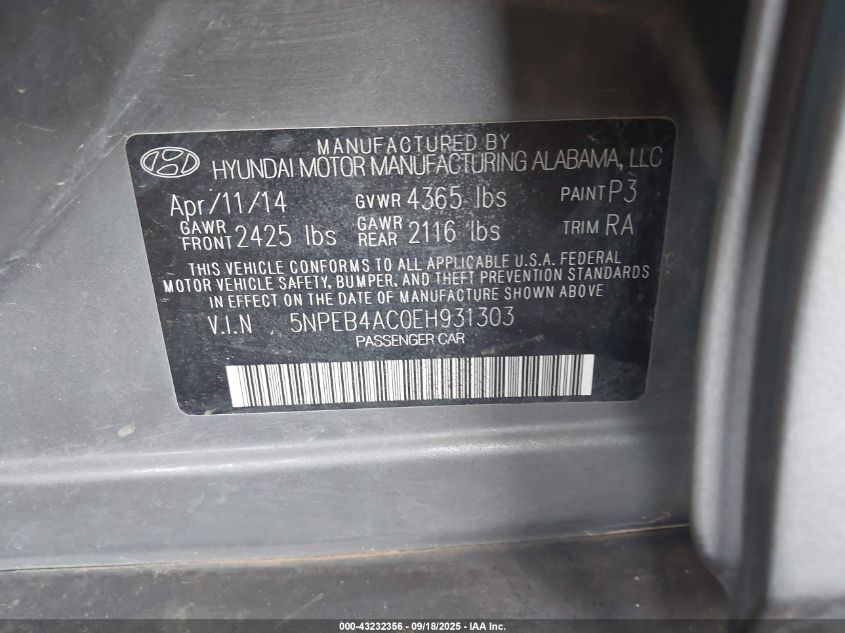 MANUFACTURED BY
HYUNDAI MOTOR MANUFACTURING ALABAMA, LLC
Apr/11/14 GVWR 4365 lbs PAINT P3
GAWR FRONT 2425 lbs GAWR REAR 2116 lbs TRIM RA
THIS VEHICLE CONFORMS TO ALL APPLICABLE U.S.A. FEDERAL
MOTOR VEHICLE SAFETY, BUMPER, AND THEFT PREVENTION STANDARDS
IN EFFECT ON THE DATE OF MANUFACTURE SHOWN ABOVE
V.I.N 5NPEB4AC0EH931303
PASSENGER CAR
000-43232356 - 09/18/2025 - IAA Inc.